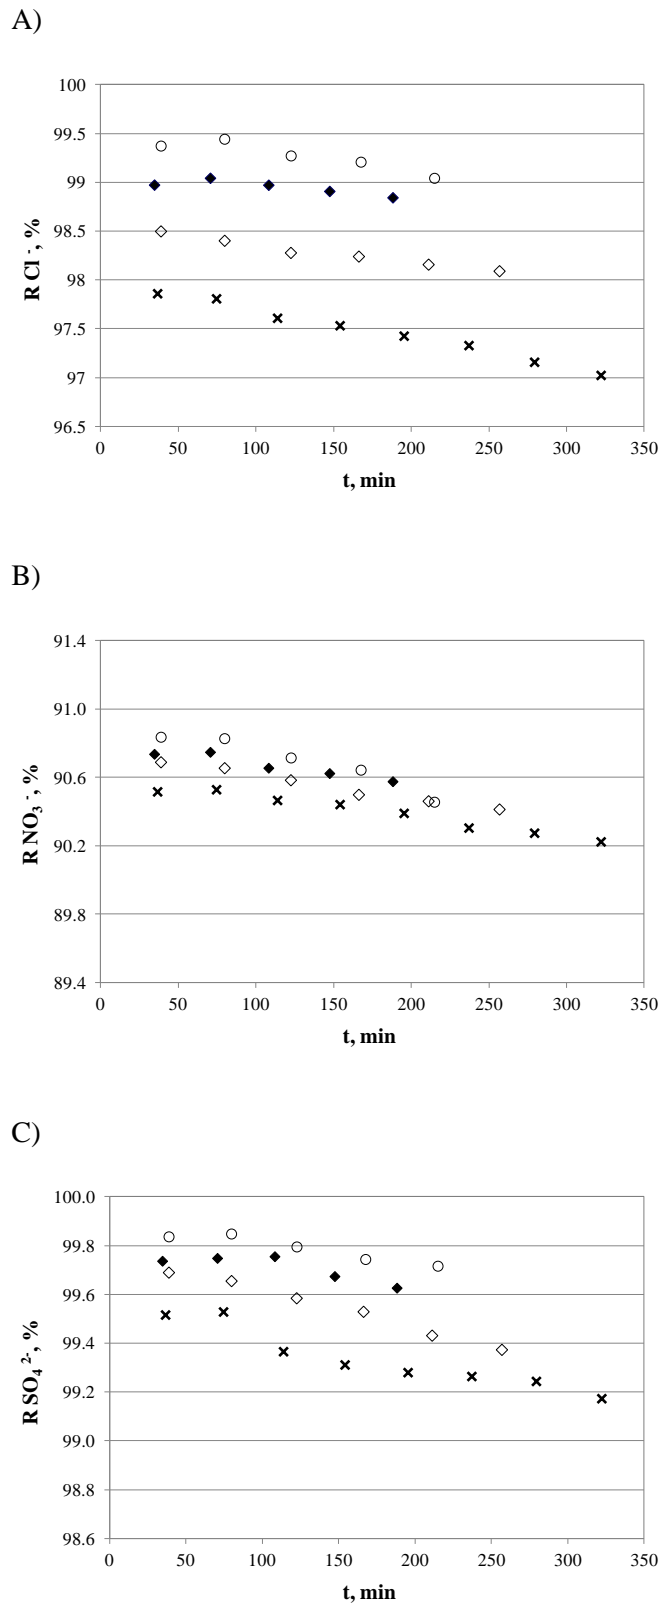 A)
100
99.5
99
98.5
98
97.5
97
96.5
R Cl ⁻, %
0 50 100 150 200 250 300 350
t, min
B)
91.4
91.0
90.6
90.2
89.8
89.4
R NO₃ ⁻, %
0 50 100 150 200 250 300 350
t, min
C)
100.0
99.8
99.6
99.4
99.2
99.0
98.8
98.6
R SO₄ ²⁻, %
0 50 100 150 200 250 300 350
t, min